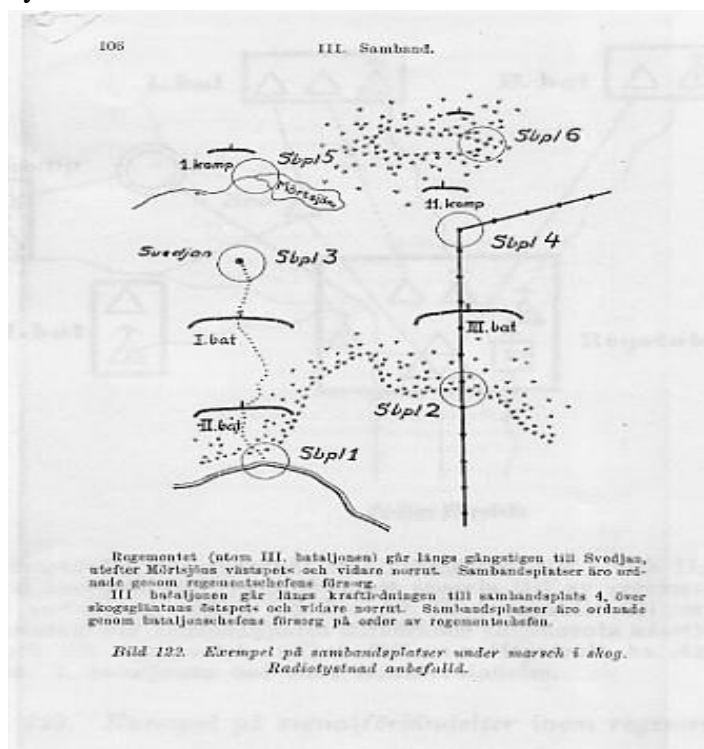 106
III. Samband.
Sbpl 6
1.komp
Sbpl 5
Mörtsjön
11.komp
Sbpl 4
Svedjan
Sbpl 3
I.bat
III.bat
Sbpl 2
II.bat
Sbpl 1
Regementet (utom III. bataljonen) går längs gångstigen till Svedjan,
utefter Mörtsjöns västspets och vidare norrut. Sambandsplatser äro ord-
nade genom regementschefens försorg.
III bataljonen går längs kraftledningen till sambandsplats 4, över
skogsgläntans östspets och vidare norrut. Sambandsplatser äro ordnade
genom bataljonschefens försorg på order av regementschefen.
Bild 122. Exempel på sambandsplatser under marsch i skog.
Radiotystnad anbefalld.